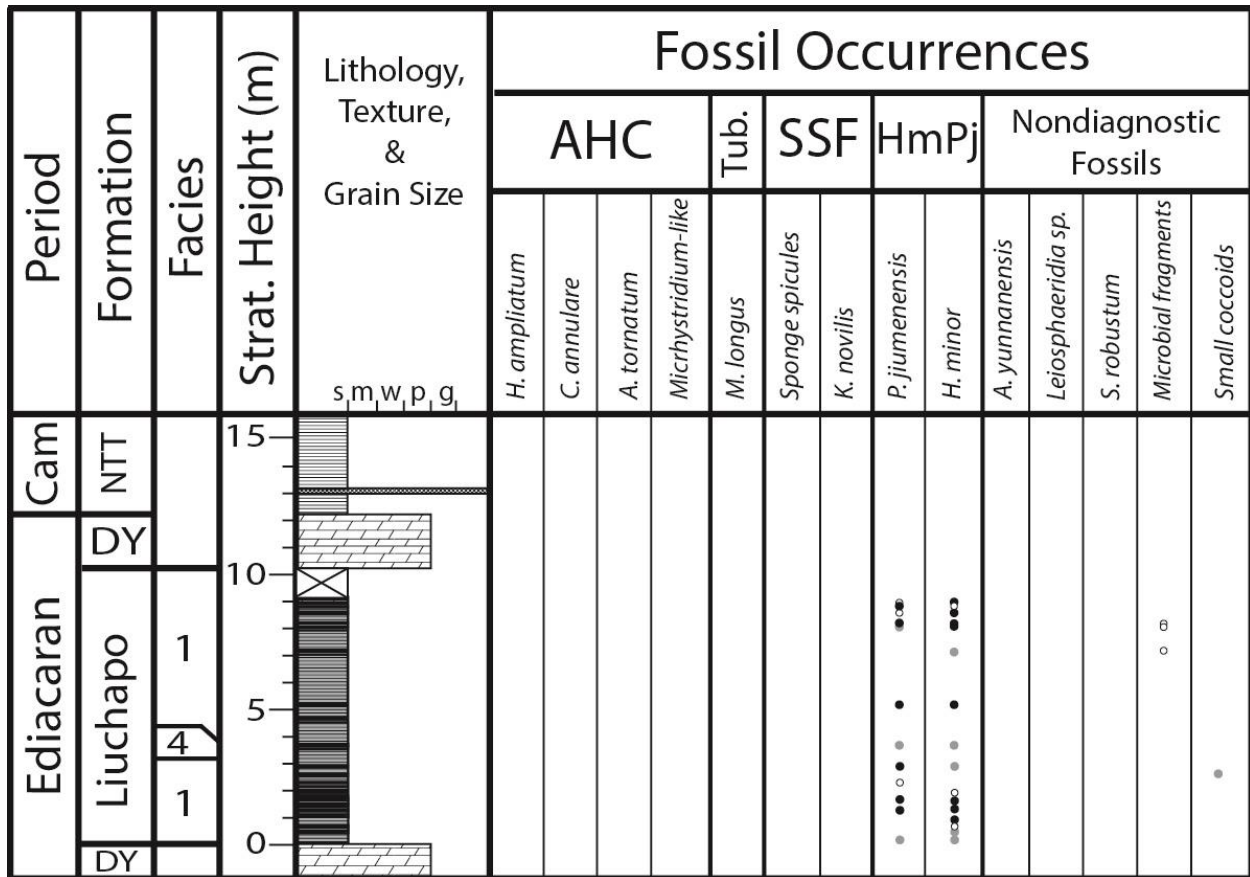 Fossil Occurrences
Period
Formation
Facies
Strat. Height (m)
Lithology,
Texture,
&
Grain Size
s m w p g
AHC
Tub.
SSF
HmPj
Nondiagnostic
Fossils
H. ampliatum
C. annulare
A. tornatum
Micrhystridium-like
M. longus
Sponge spicules
K. novilis
P. jiumenensis
H. minor
A. yunnanensis
Leiosphaeridia sp.
S. robustum
Microbial fragments
Small coccoids
Cam
NTT
15
DY
10
Ediacaran
Liuchapo
1
5
4
1
0
DY